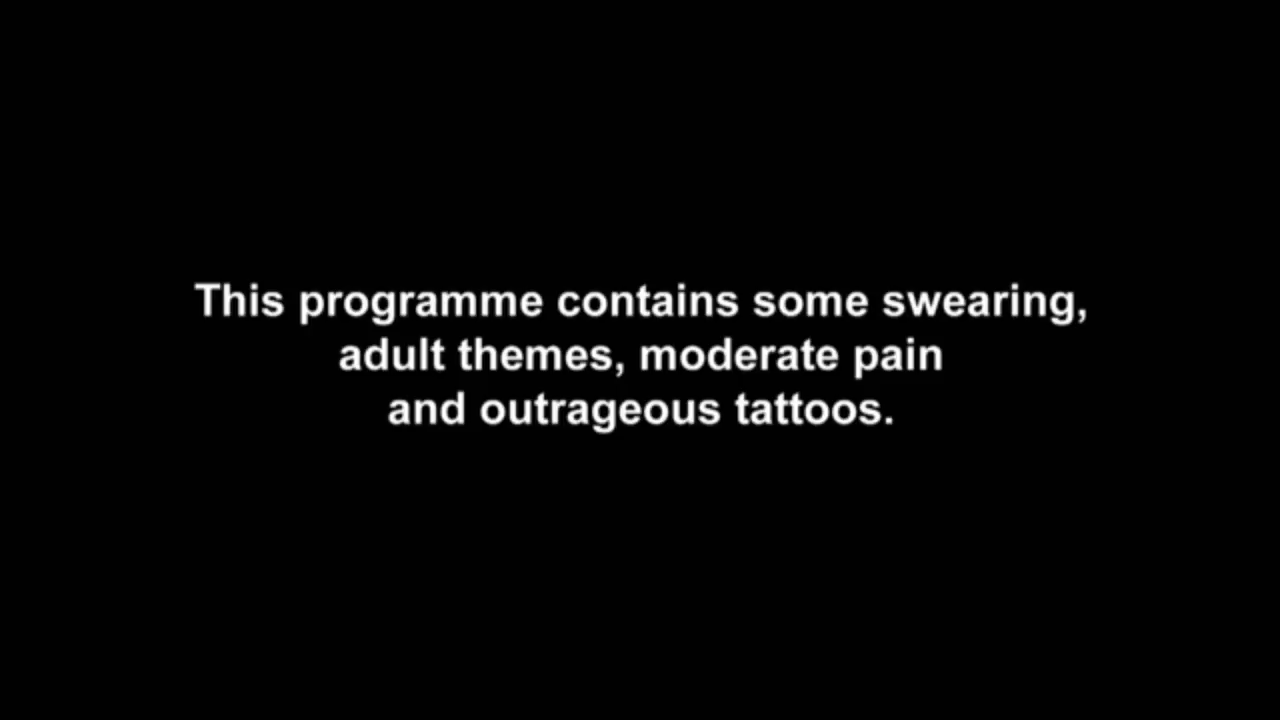 This programme contains some swearing,
adult themes, moderate pain
and outrageous tattoos.